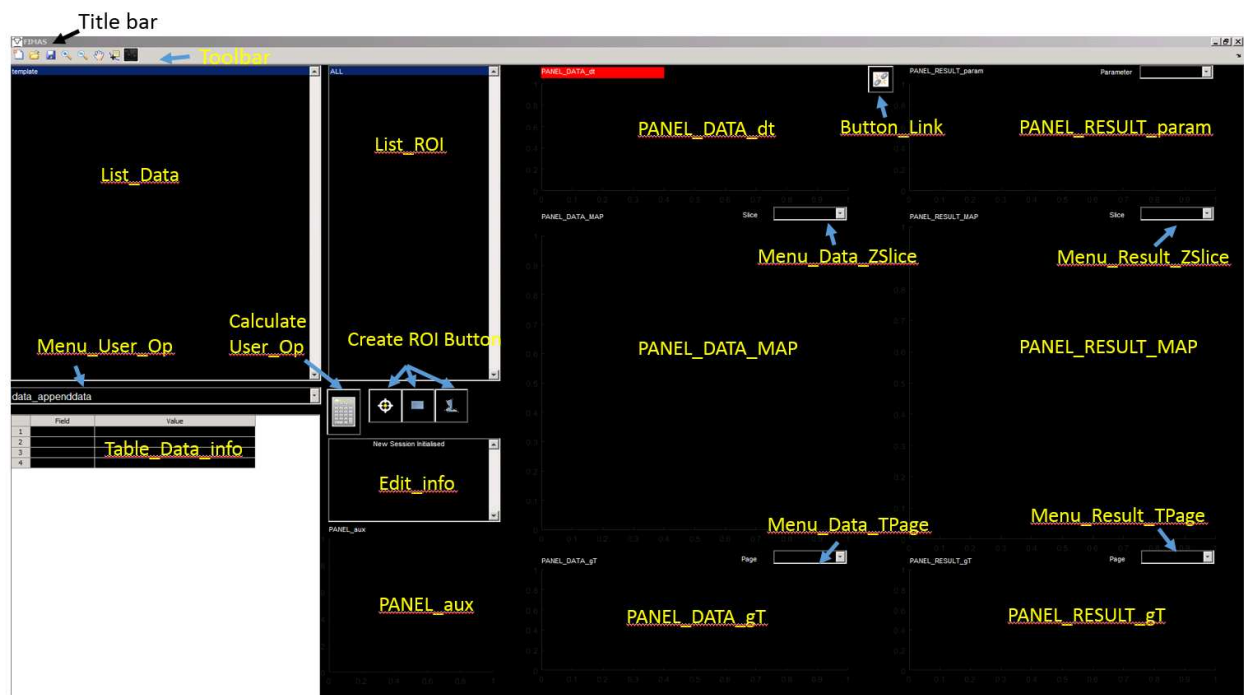 Title bar
FIMAS
Toolbar
template
ALL
PANEL_DATA_dt
PANEL_RESULT_param
Parameter
List_Data
List_ROI
PANEL_DATA_dt
Button_Link
PANEL_RESULT_param
PANEL_DATA_MAP
Slice
PANEL_RESULT_MAP
Slice
Menu_Data_ZSlice
Menu_Result_ZSlice
Menu_User_Op
Calculate
User_Op
Create ROI Button
PANEL_DATA_MAP
PANEL_RESULT_MAP
data_appenddata
Field
Value
1
2
3
4
Table_Data_info
New Session Initialised
Edit_info
PANEL_aux
Menu_Data_TPage
Menu_Result_TPage
PANEL_DATA_gT
Page
PANEL_RESULT_gT
Page
PANEL_aux
PANEL_DATA_gT
PANEL_RESULT_gT